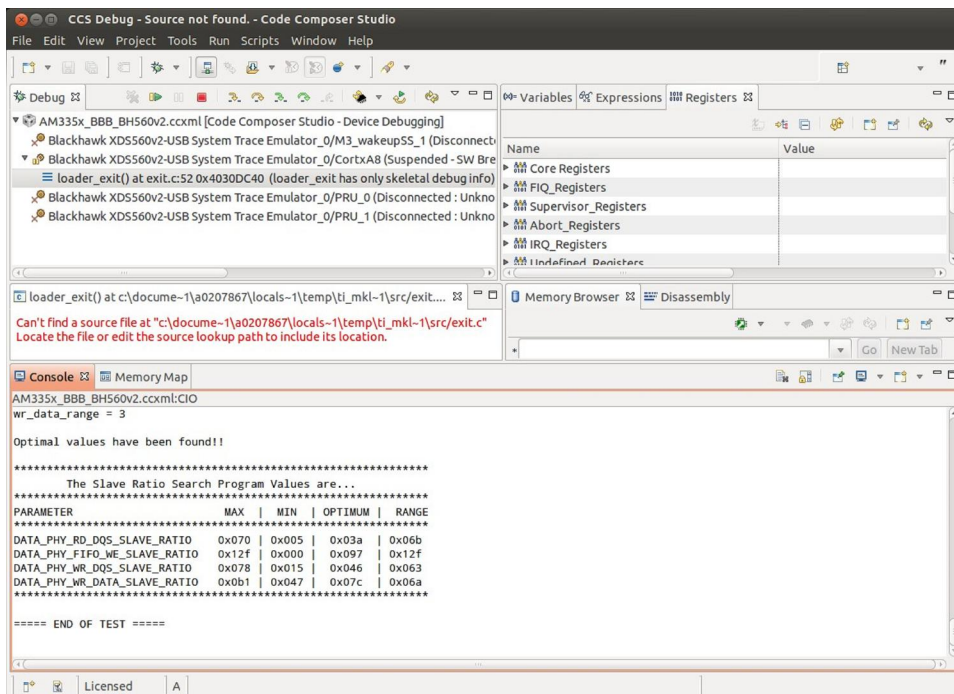 CCS Debug - Source not found. - Code Composer Studio
File Edit View Project Tools Run Scripts Window Help
Debug
Variables Expressions Registers
AM335x_BBB_BH560v2.ccxml [Code Composer Studio - Device Debugging]
Blackhawk XDS560v2-USB System Trace Emulator_0/M3_wakeupSS_1 (Disconnect
Blackhawk XDS560v2-USB System Trace Emulator_0/CortxA8 (Suspended - SW Bre
loader_exit() at exit.c:52 0x4030DC40 (loader_exit has only skeletal debug info)
Blackhawk XDS560v2-USB System Trace Emulator_0/PRU_0 (Disconnected : Unkno
Blackhawk XDS560v2-USB System Trace Emulator_0/PRU_1 (Disconnected : Unkno
Name Value
Core Registers
FIQ_Registers
Supervisor_Registers
Abort_Registers
IRQ_Registers
Undefined_Registers
loader_exit() at c:\docume~1\a0207867\locals~1\temp\ti_mkl~1\src/exit....
Can't find a source file at "c:\docume~1\a0207867\locals~1\temp\ti_mkl~1\src/exit.c"
Locate the file or edit the source lookup path to include its location.
Memory Browser Disassembly
Go New Tab
Console Memory Map
AM335x_BBB_BH560v2.ccxml:CIO
wr_data_range = 3
Optimal values have been found!!
***************************************************************
The Slave Ratio Search Program Values are...
***************************************************************
PARAMETER MAX | MIN | OPTIMUM | RANGE
***************************************************************
DATA_PHY_RD_DQS_SLAVE_RATIO 0x070 | 0x005 | 0x03a | 0x06b
DATA_PHY_FIFO_WE_SLAVE_RATIO 0x12f | 0x000 | 0x097 | 0x12f
DATA_PHY_WR_DQS_SLAVE_RATIO 0x078 | 0x015 | 0x046 | 0x063
DATA_PHY_WR_DATA_SLAVE_RATIO 0x0b1 | 0x047 | 0x07c | 0x06a
***************************************************************
===== END OF TEST =====
Licensed A